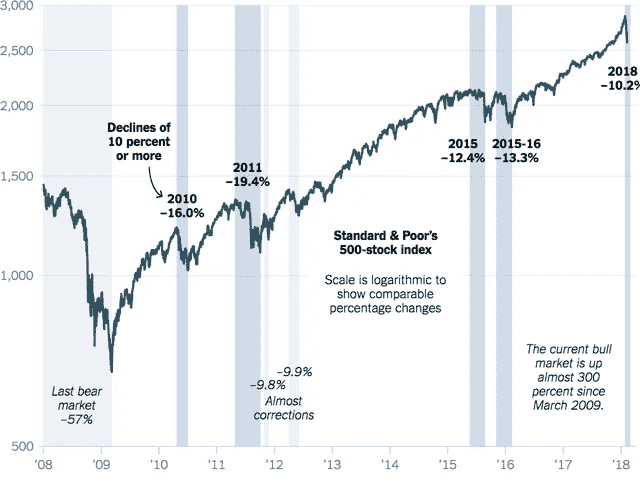 3,000
2,500
2,000
1,500
1,000
500
Declines of
10 percent
or more
2010
–16.0%
2011
–19.4%
2015
–12.4%
2015-16
–13.3%
2018
–10.2%
Standard & Poor's
500-stock index
Scale is logarithmic to
show comparable
percentage changes
Last bear
market
–57%
–9.8%
–9.9%
Almost
corrections
The current bull
market is up
almost 300
percent since
March 2009.
'08 '09 '10 '11 '12 '13 '14 '15 '16 '17 '18